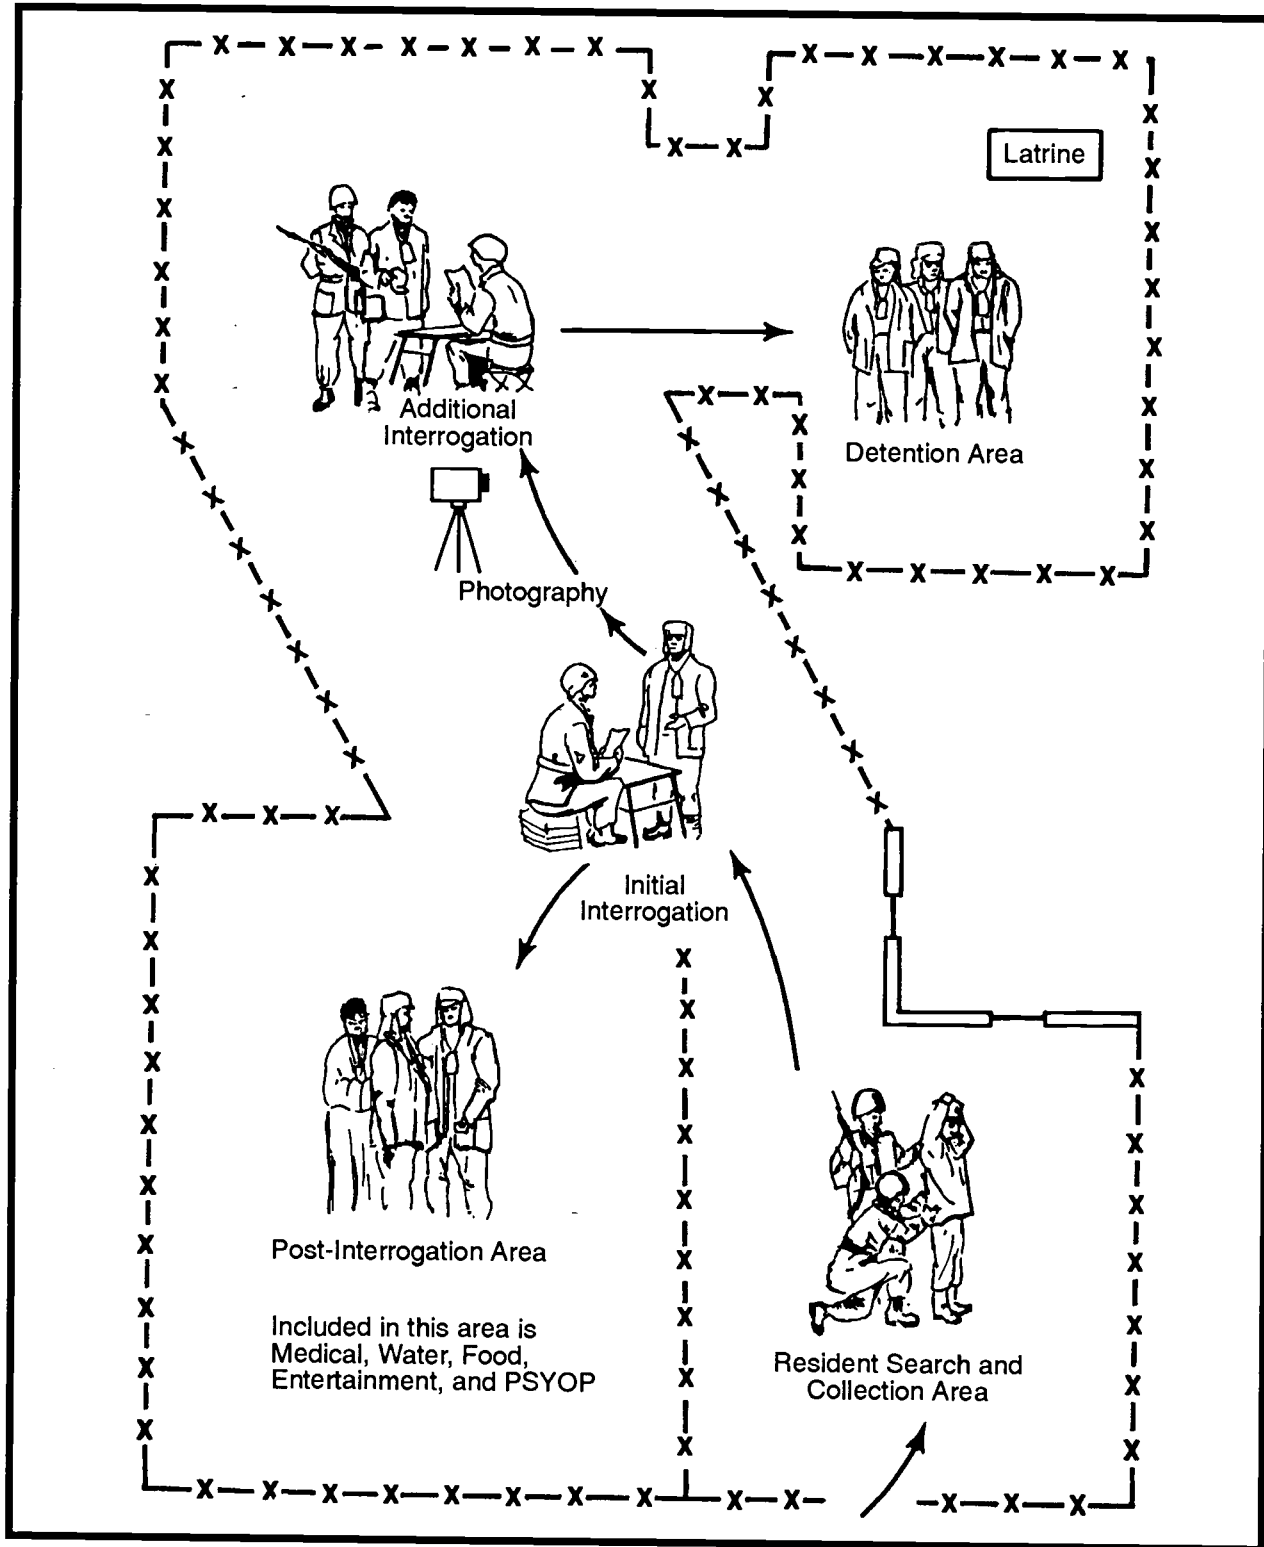 Latrine
Additional
Interrogation
Detention Area
Photography
Initial
Interrogation
Post-Interrogation Area
Included in this area is
Medical, Water, Food,
Entertainment, and PSYOP
Resident Search and
Collection Area